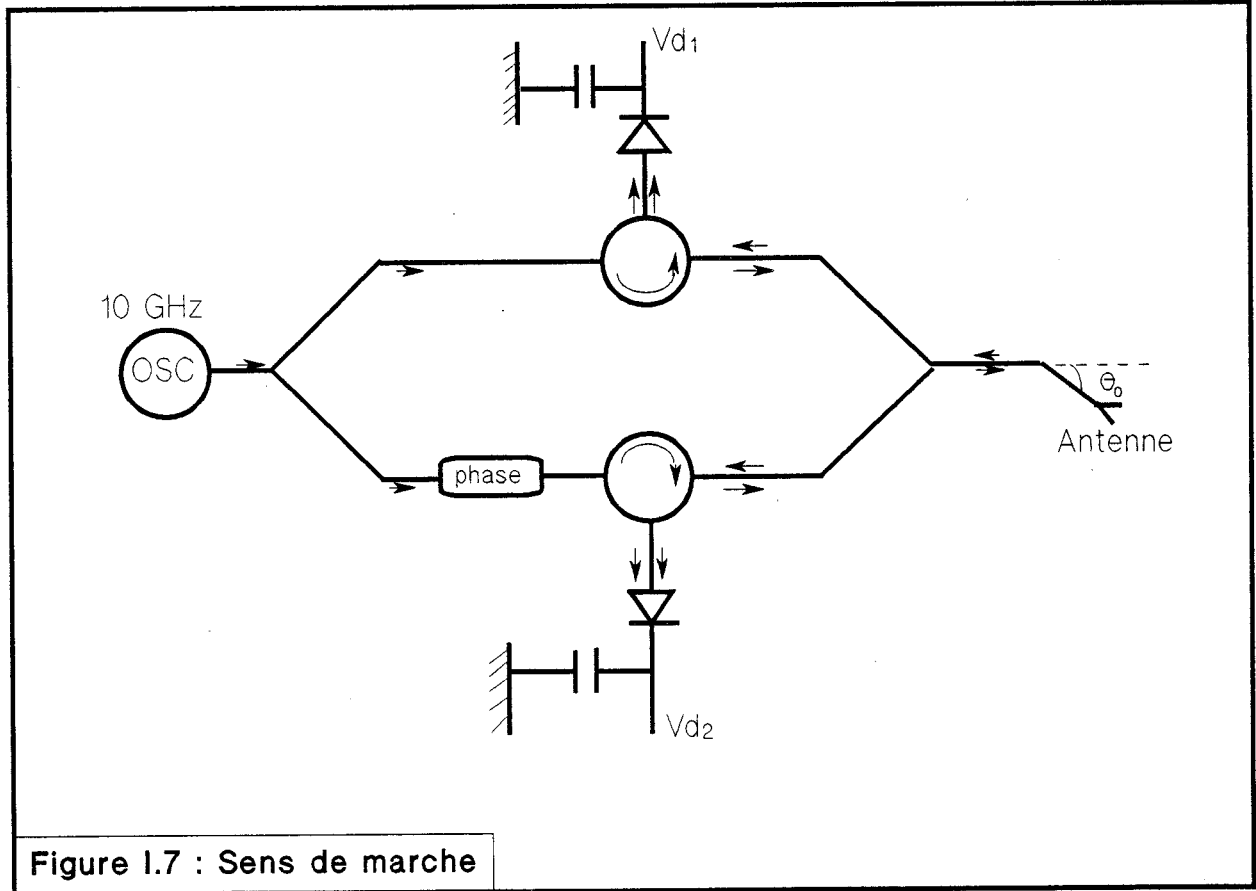 Vd1
10 GHz
OSC
phase
θ0
Antenne
Vd2
Figure I.7 : Sens de marche